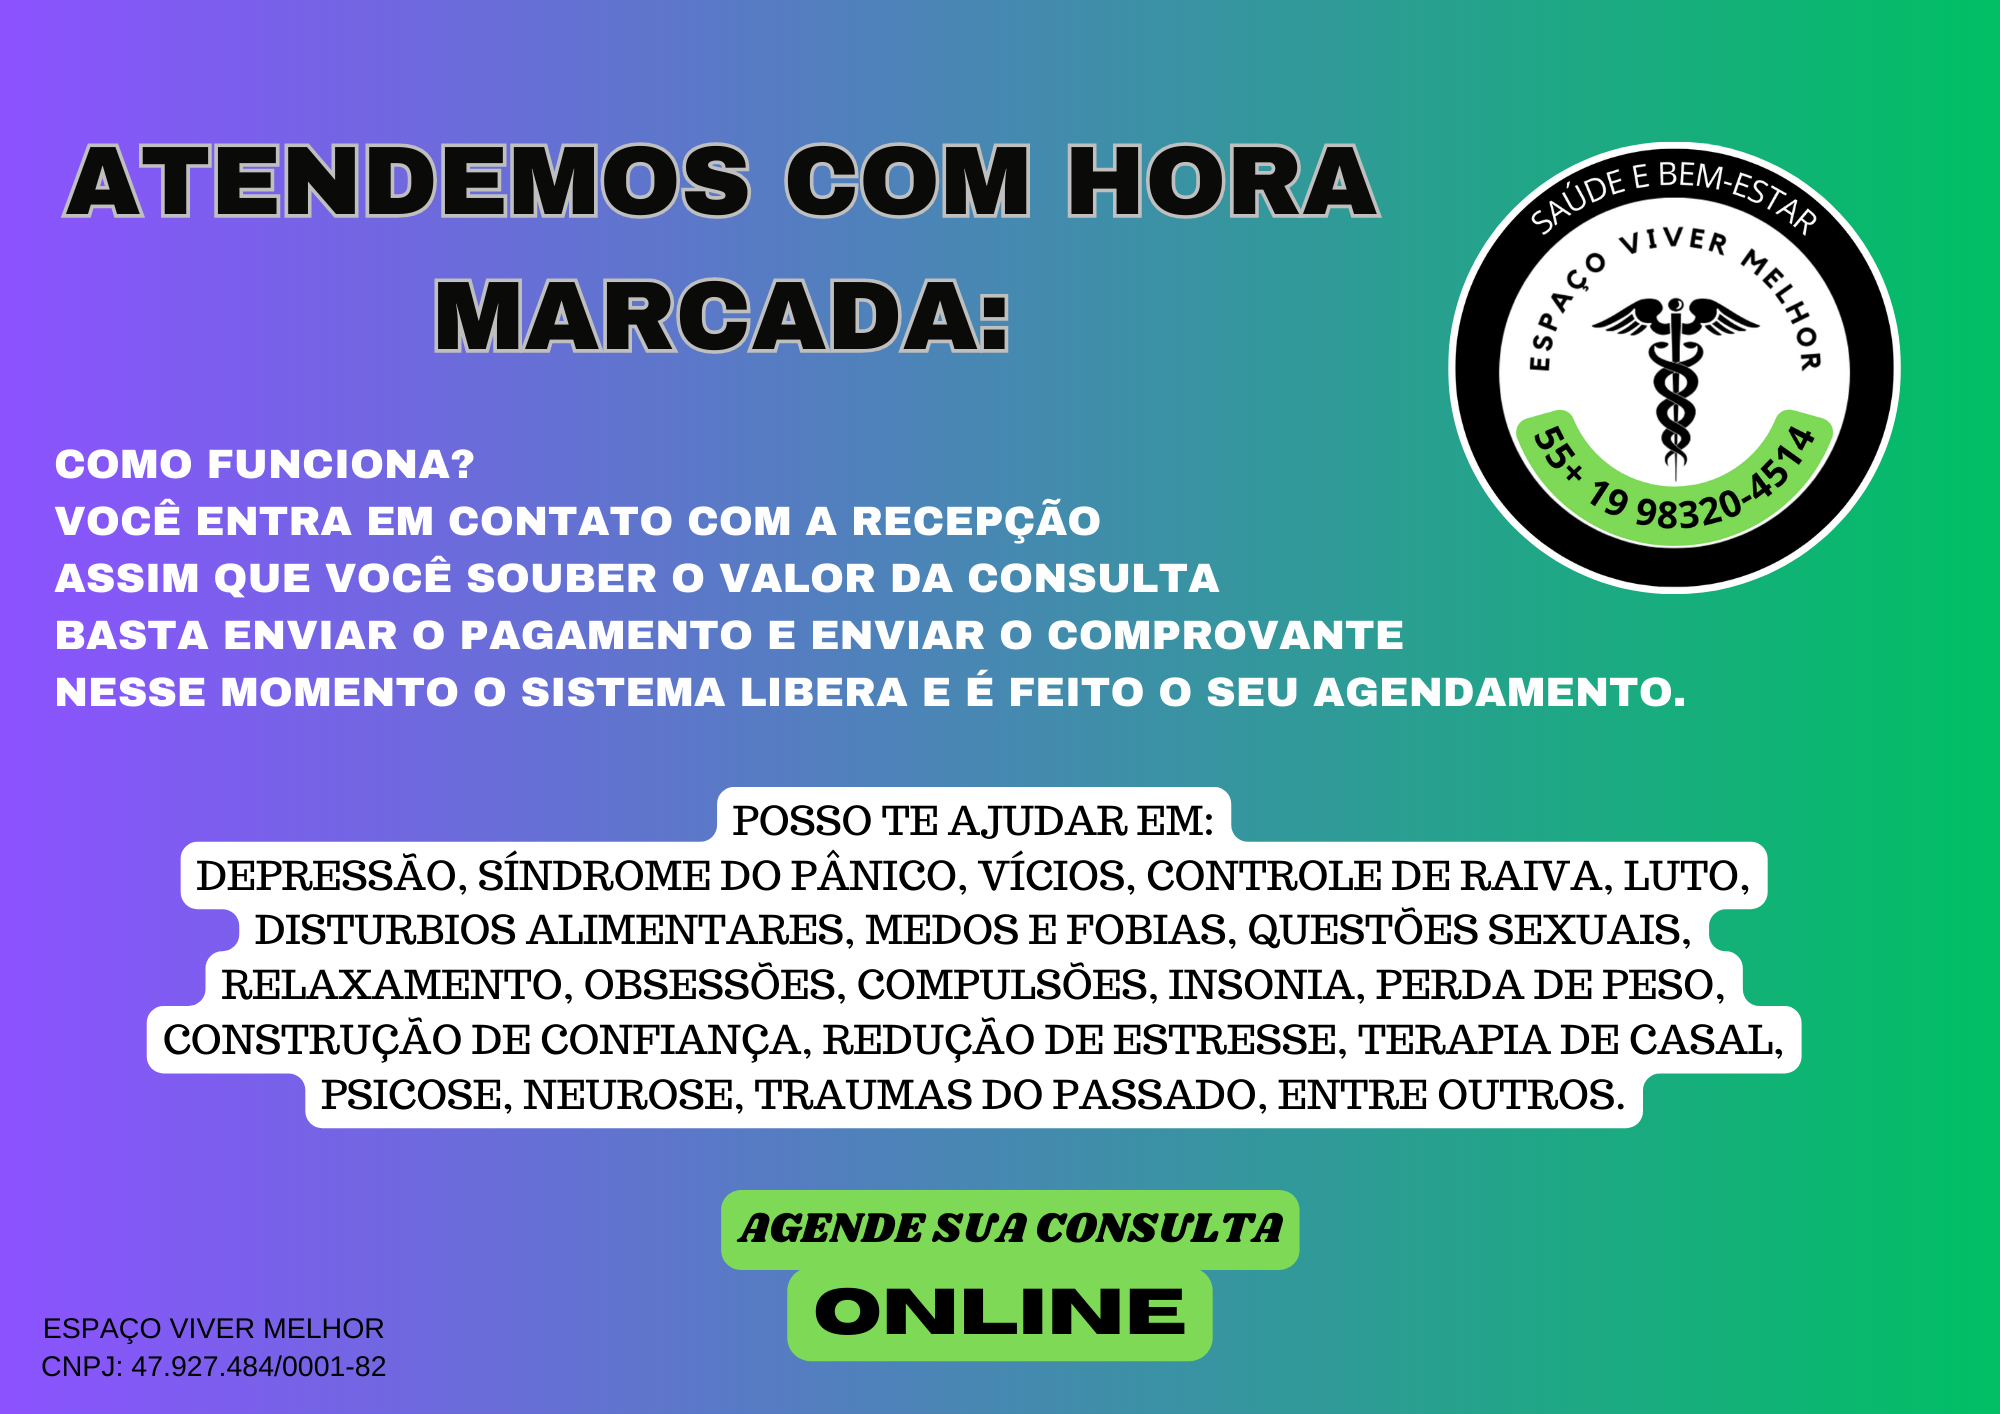 ATENDEMOS COM HORA
MARCADA:
SAÚDE E BEM-ESTAR
ESPAÇO VIVER MELHOR
55+ 19 98320-4514
COMO FUNCIONA?
VOCÊ ENTRA EM CONTATO COM A RECEPÇÃO
ASSIM QUE VOCÊ SOUBER O VALOR DA CONSULTA
BASTA ENVIAR O PAGAMENTO E ENVIAR O COMPROVANTE
NESSE MOMENTO O SISTEMA LIBERA E É FEITO O SEU AGENDAMENTO.
POSSO TE AJUDAR EM:
DEPRESSÃO, SÍNDROME DO PÂNICO, VÍCIOS, CONTROLE DE RAIVA, LUTO,
DISTURBIOS ALIMENTARES, MEDOS E FOBIAS, QUESTÕES SEXUAIS,
RELAXAMENTO, OBSESSÕES, COMPULSÕES, INSONIA, PERDA DE PESO,
CONSTRUÇÃO DE CONFIANÇA, REDUÇÃO DE ESTRESSE, TERAPIA DE CASAL,
PSICOSE, NEUROSE, TRAUMAS DO PASSADO, ENTRE OUTROS.
AGENDE SUA CONSULTA
ONLINE
ESPAÇO VIVER MELHOR
CNPJ: 47.927.484/0001-82